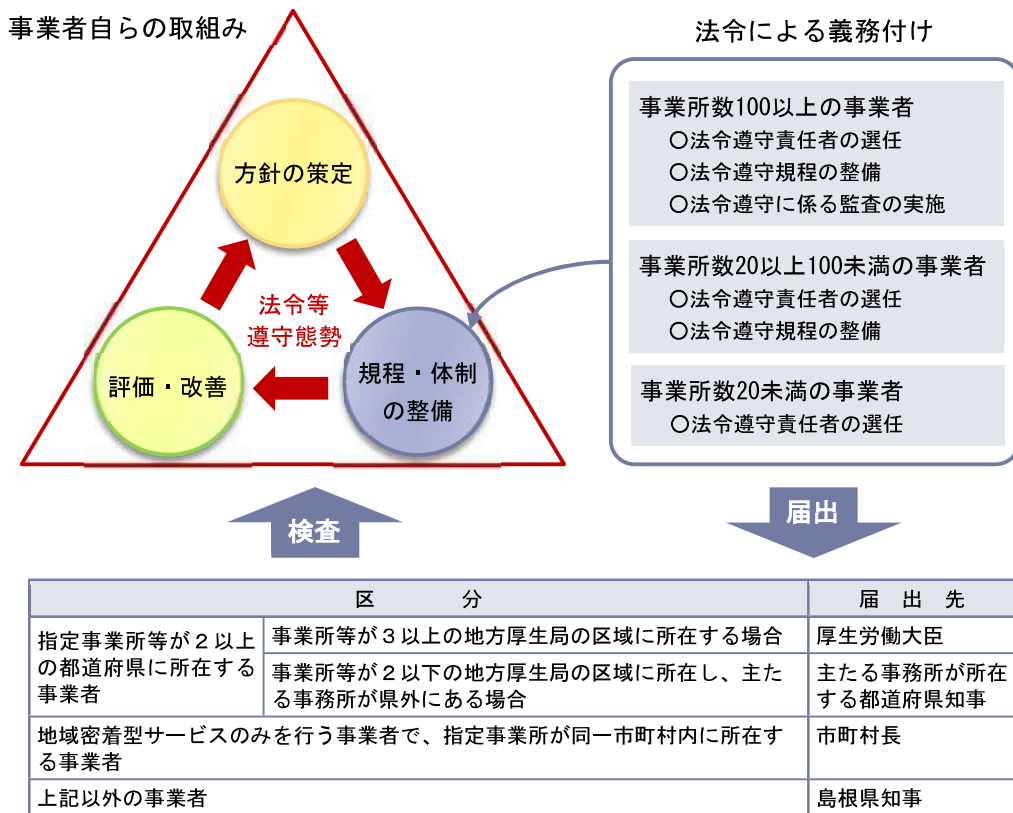 事業者自らの取組み
方針の策定
法令等
遵守態勢
評価・改善
規程・体制
の整備
法令による義務付け
事業所数100以上の事業者
○法令遵守責任者の選任
○法令遵守規程の整備
○法令遵守に係る監査の実施
事業所数20以上100未満の事業者
○法令遵守責任者の選任
○法令遵守規程の整備
事業所数20未満の事業者
○法令遵守責任者の選任
検査
届出
区 分
届 出 先
指定事業所等が2以上
の都道府県に所在する
事業者
事業所等が3以上の地方厚生局の区域に所在する場合
厚生労働大臣
事業所等が2以下の地方厚生局の区域に所在し、主た
る事務所が県外にある場合
主たる事務所が所在
する都道府県知事
地域密着型サービスのみを行う事業者で、指定事業所が同一市町村内に所在す
る事業者
市町村長
上記以外の事業者
島根県知事